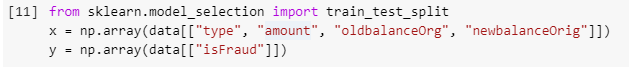 [11] from sklearn.model_selection import train_test_split
x = np.array(data[["type", "amount", "oldbalanceOrg", "newbalanceOrig"]])
y = np.array(data[["isFraud"]])